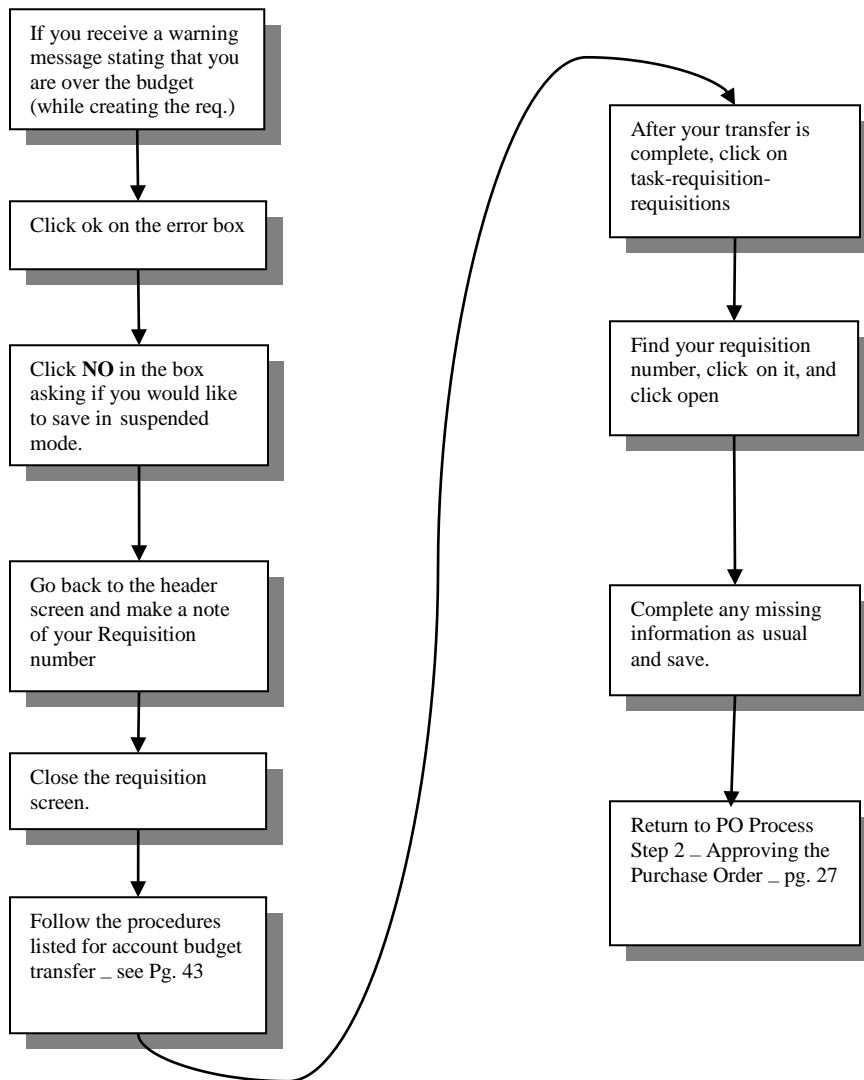 If you receive a warning
message stating that you
are over the budget
(while creating the req.)
Click ok on the error box
Click NO in the box
asking if you would like
to save in suspended
mode.
Go back to the header
screen and make a note
of your Requisition
number
Close the requisition
screen.
Follow the procedures
listed for account budget
transfer _ see Pg. 43
After your transfer is
complete, click on
task-requisition-
requisitions
Find your requisition
number, click on it, and
click open
Complete any missing
information as usual
and save.
Return to PO Process
Step 2 _ Approving the
Purchase Order _ pg. 27